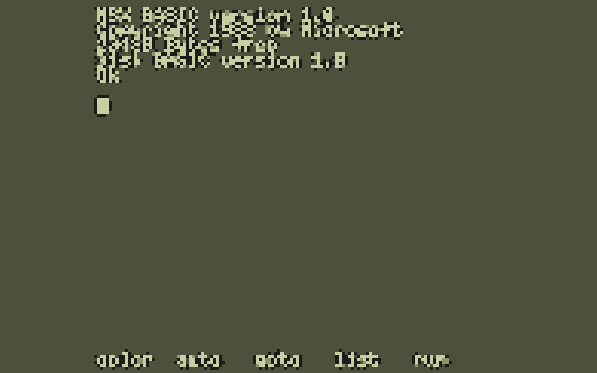 MSX BASIC version 1.0
Copyright 1983 by Microsoft
Bytes free
Disk BASIC version 1.0
Ok
color auto goto list run